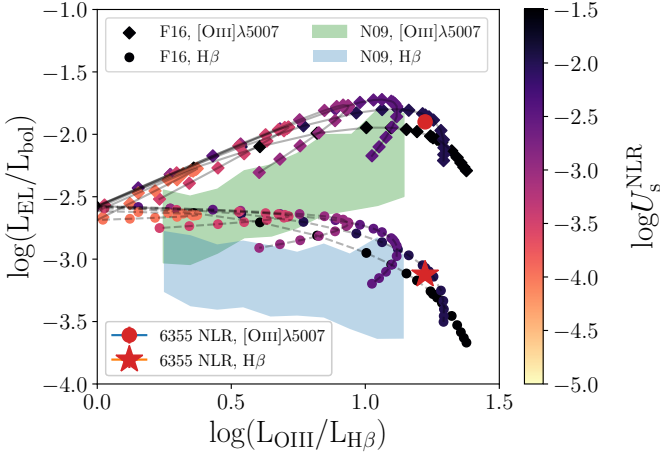 F16, [OIII]λ5007
F16, Hβ
N09, [OIII]λ5007
N09, Hβ
6355 NLR, [OIII]λ5007
6355 NLR, Hβ
−1.0
−1.5
−2.0
−2.5
−3.0
−3.5
−4.0
log(L_EL/L_bol)
0.0 0.5 1.0 1.5
log(L_OIII/L_Hβ)
−1.5
−2.0
−2.5
−3.0
−3.5
−4.0
−4.5
−5.0
logU_s^NLR